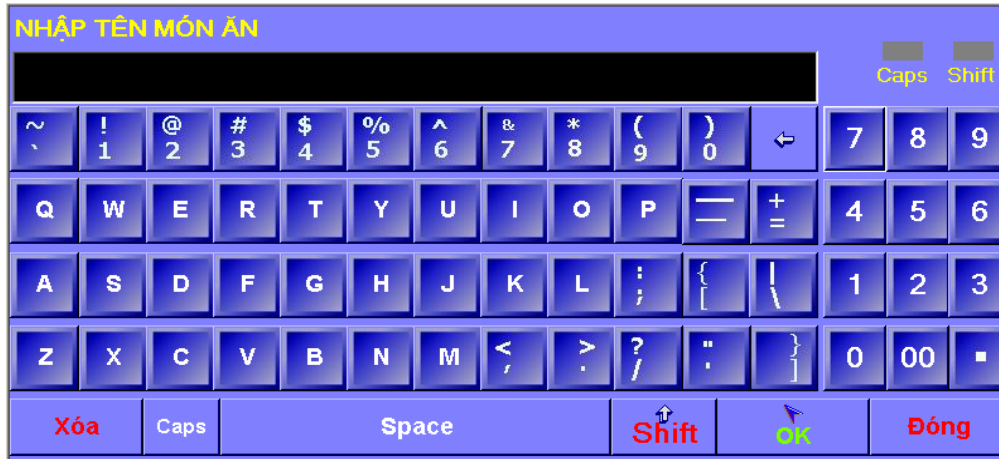 NHẬP TÊN MÓN ĂN
Caps Shift
~ ! @ # $ % ^ & * ( )
` 1 2 3 4 5 6 7 8 9 0 7 8 9
Q W E R T Y U I O P — + 4 5 6
— =
A S D F G H J K L : { | 1 2 3
; [ \
Z X C V B N M < > ? " } 0 00 .
, . / ' ]
Xóa Caps Space Shift OK Đóng